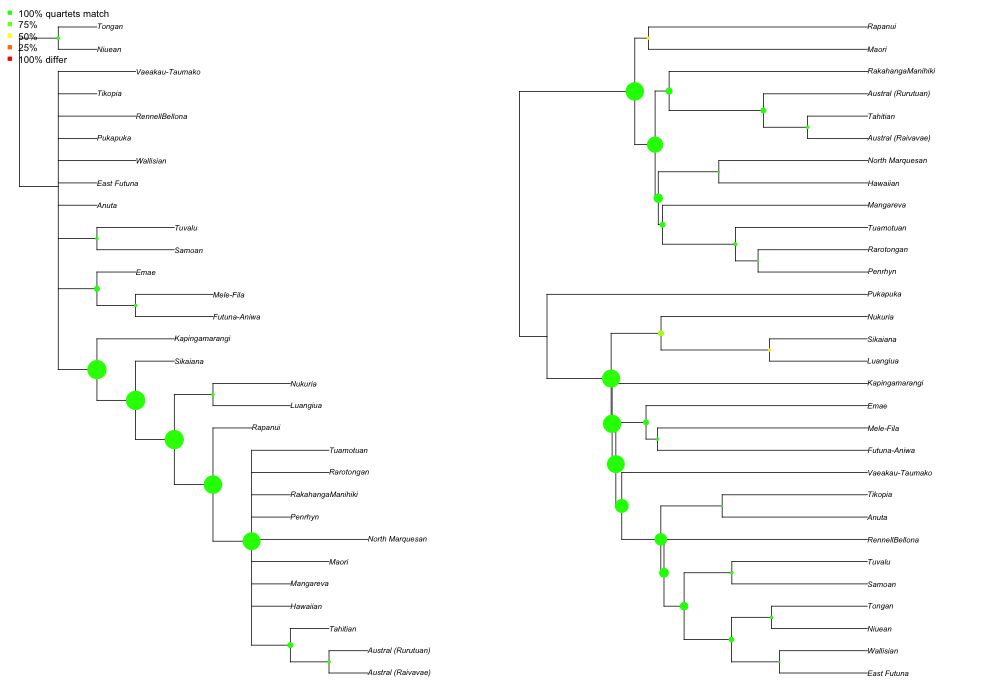 100% quartets match
75%
50%
25%
100% differ
Tongan
Niuean
Vaeakau-Taumako
Tikopia
RennellBellona
Pukapuka
Wallisian
East Futuna
Anuta
Tuvalu
Samoan
Emae
Mele-Fila
Futuna-Aniwa
Kapingamarangi
Sikaiana
Nukuria
Luangiua
Rapanui
Tuamotuan
Rarotongan
RakahangaManihiki
Penrhyn
North Marquesan
Maori
Mangareva
Hawaiian
Tahitian
Austral (Rurutuan)
Austral (Raivavae)
Rapanui
Maori
RakahangaManihiki
Austral (Rurutuan)
Tahitian
Austral (Raivavae)
North Marquesan
Hawaiian
Mangareva
Tuamotuan
Rarotongan
Penrhyn
Pukapuka
Nukuria
Sikaiana
Luangiua
Kapingamarangi
Emae
Mele-Fila
Futuna-Aniwa
Vaeakau-Taumako
Tikopia
Anuta
RennellBellona
Tuvalu
Samoan
Tongan
Niuean
Wallisian
East Futuna